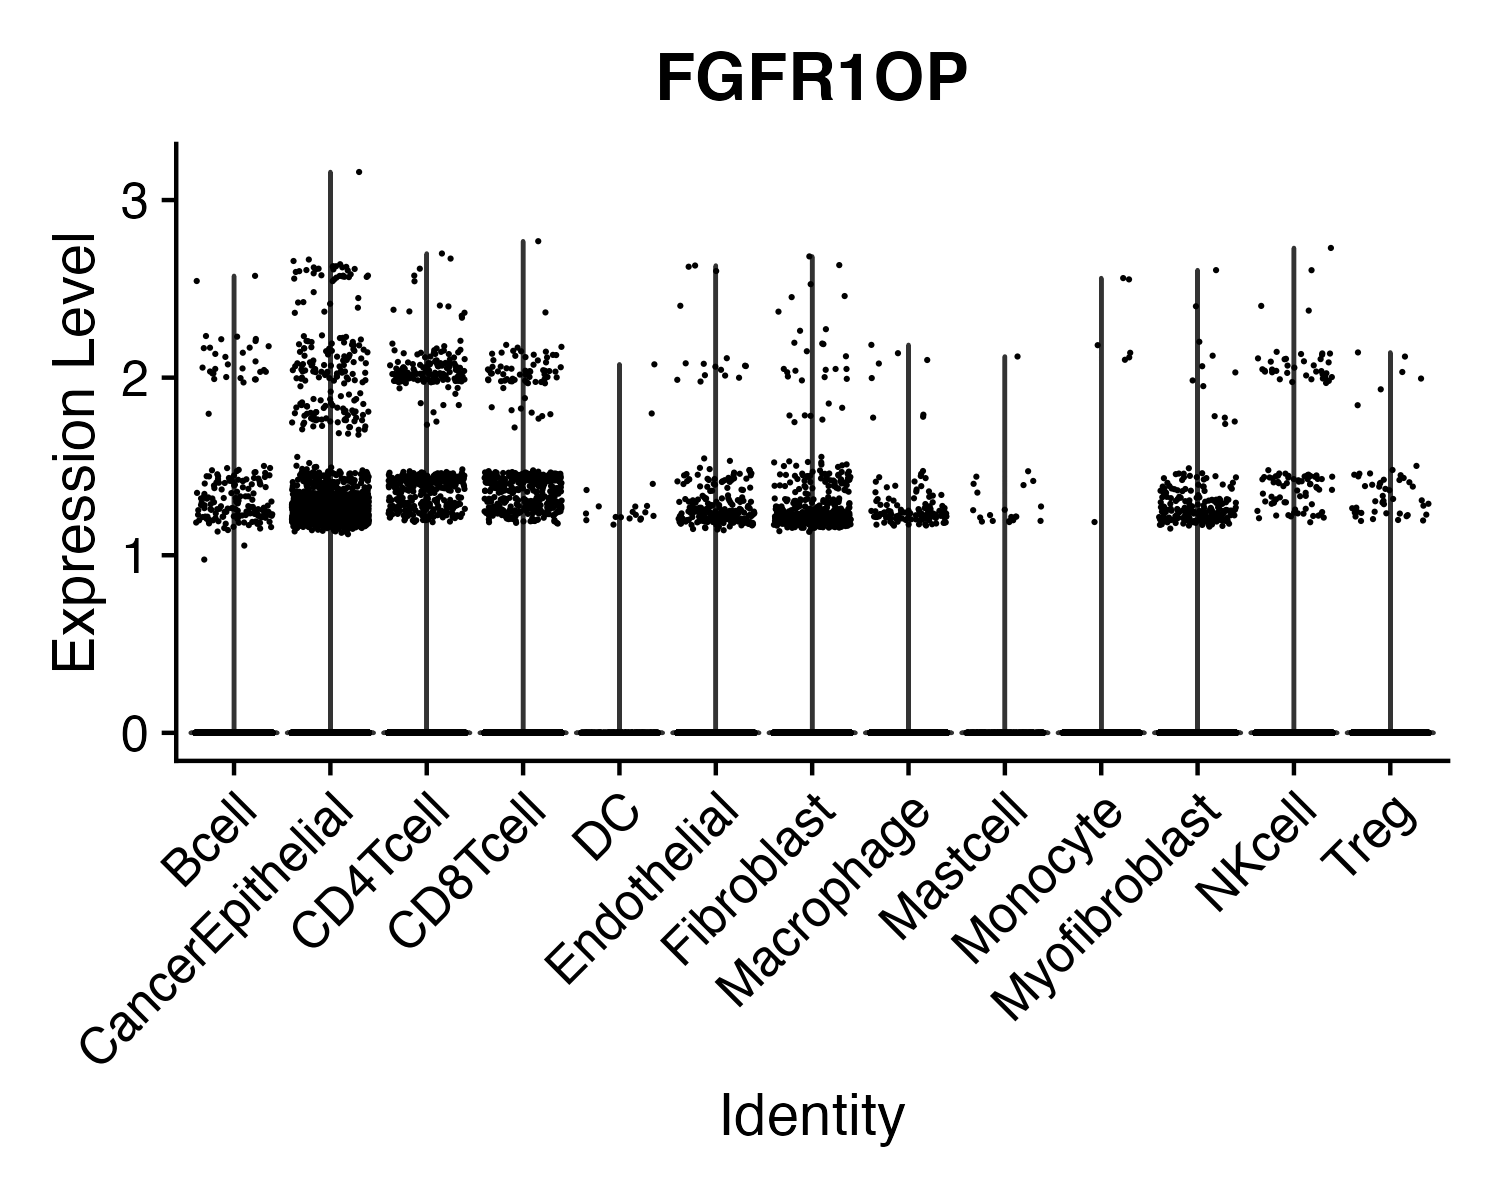 FGFR1OP
Expression Level
3
2
1
0
Bcell
CancerEpithelial
CD4Tcell
CD8Tcell
DC
Endothelial
Fibroblast
Macrophage
Mastcell
Monocyte
Myofibroblast
NKcell
Treg
Identity